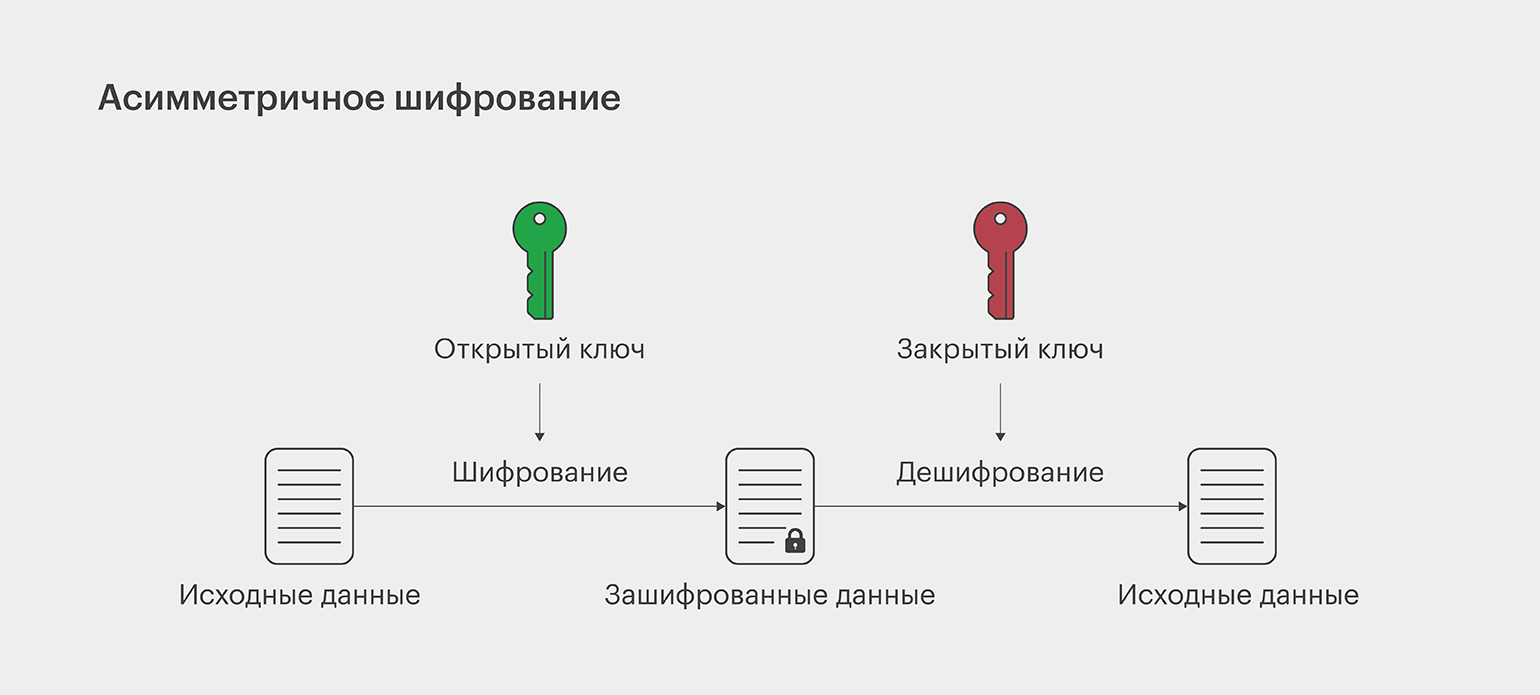 Асимметричное шифрование
Открытый ключ
Закрытый ключ
Шифрование
Дешифрование
Исходные данные
Зашифрованные данные
Исходные данные